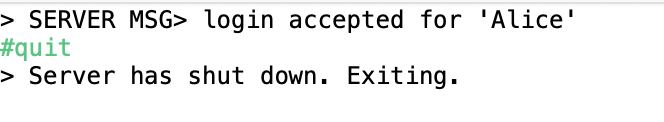 > SERVER MSG> login accepted for 'Alice'
#quit
> Server has shut down. Exiting.